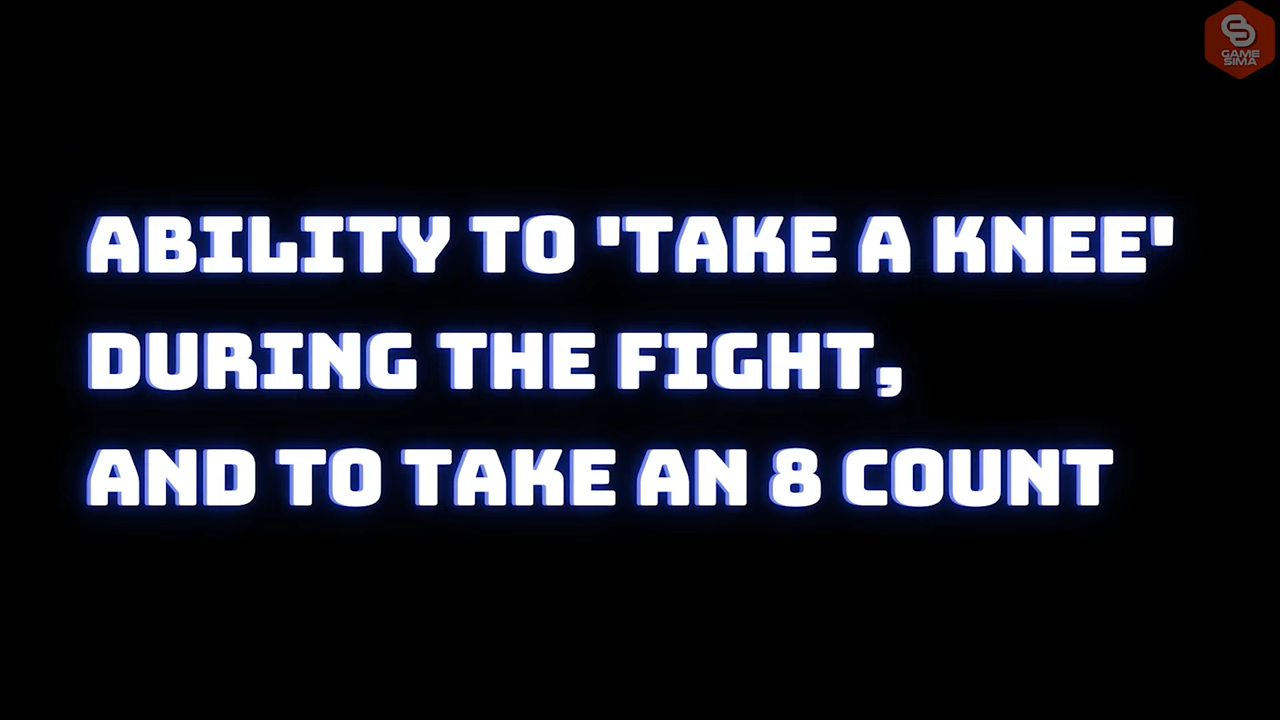 GAME
SIMA
ABILITY TO 'TAKE A KNEE'
DURING THE FIGHT,
AND TO TAKE AN 8 COUNT